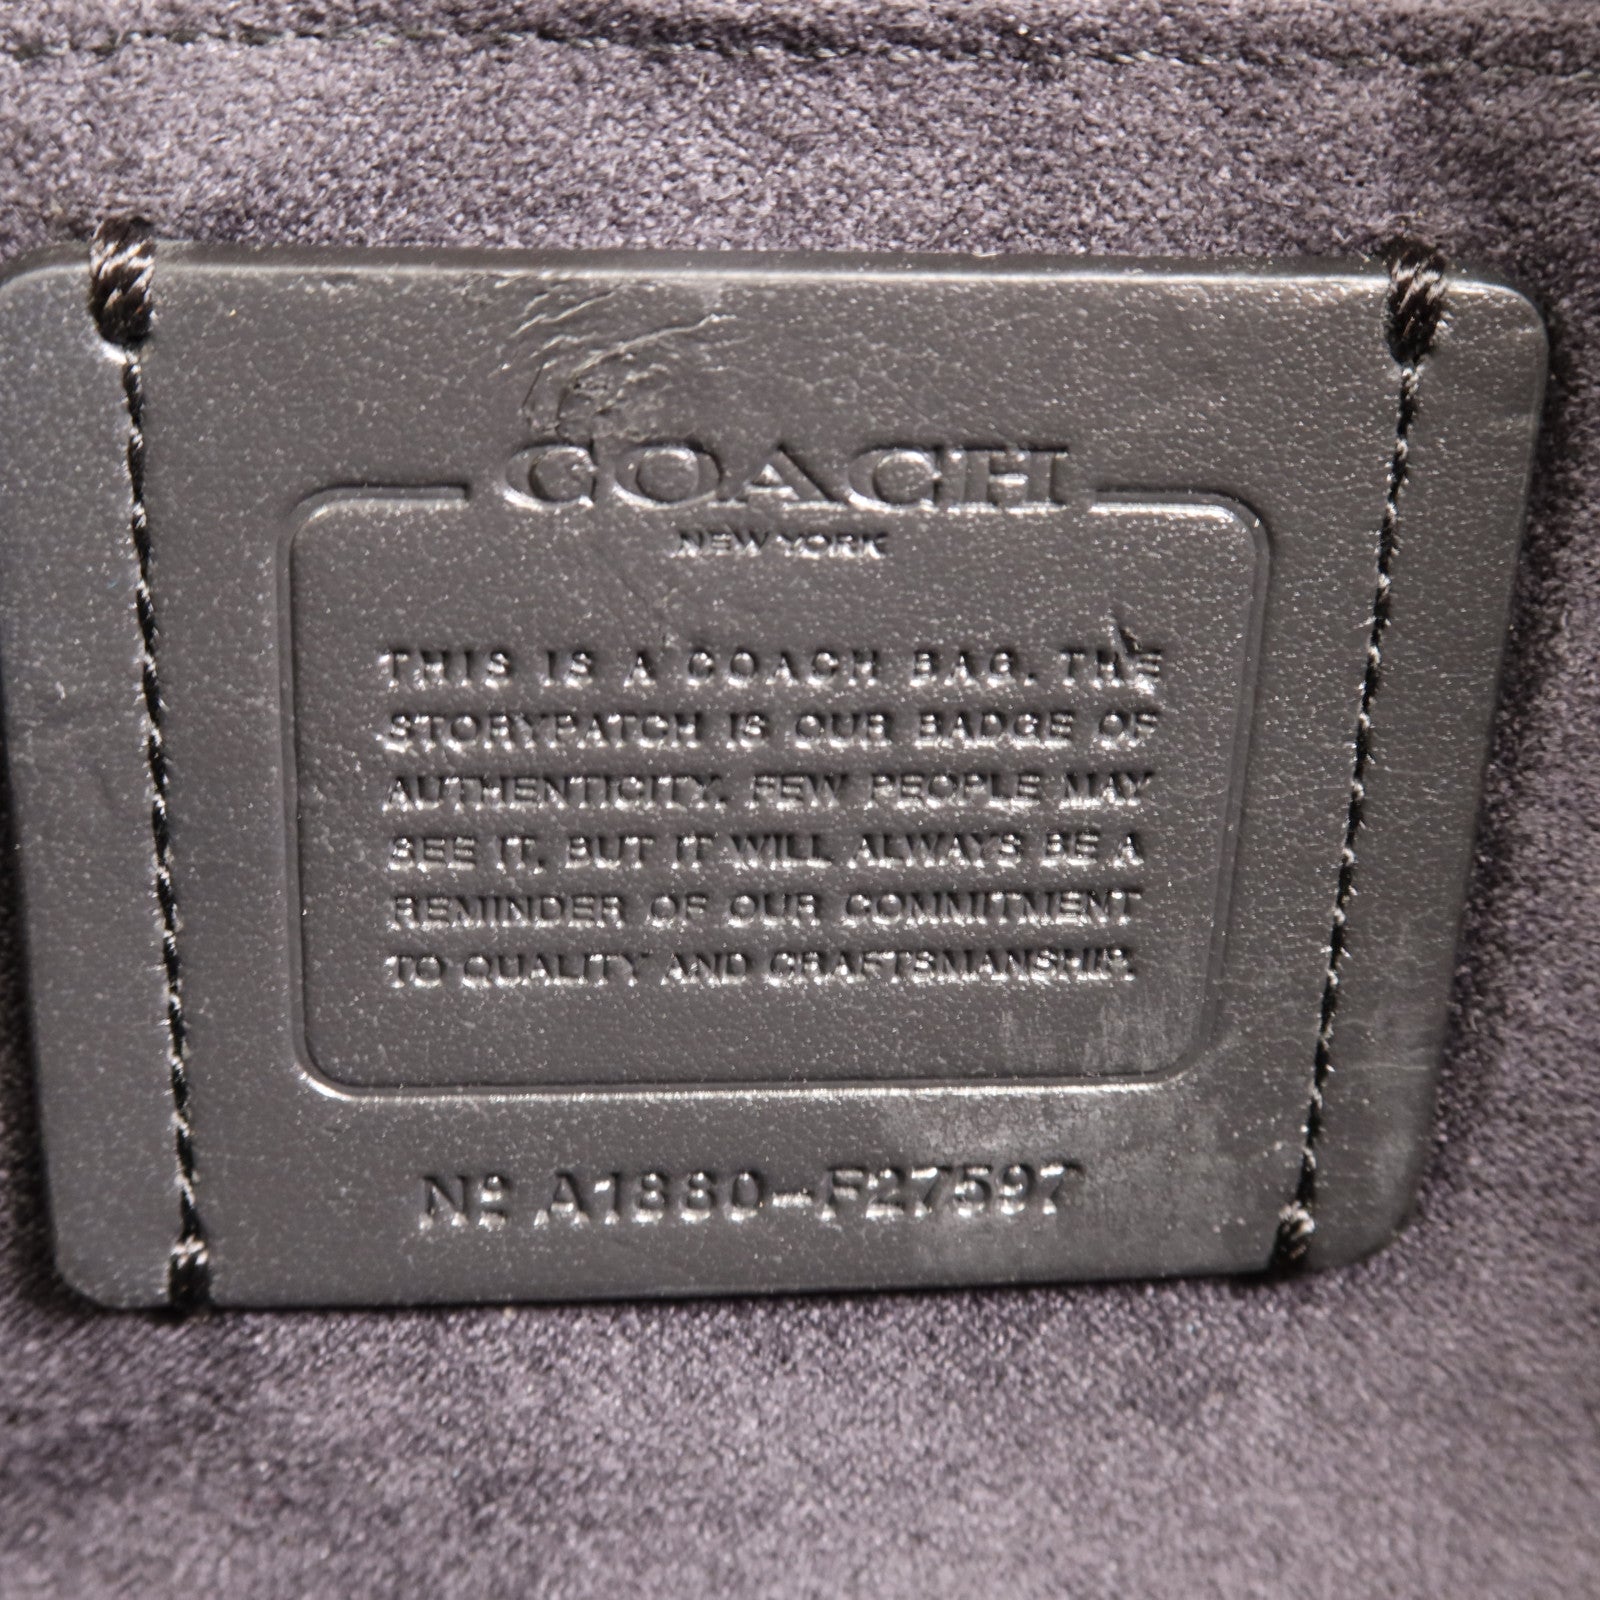 COACH
NEW YORK
THIS IS A COACH BAG. THE
STORYPATCH IS OUR BADGE OF
AUTHENTICITY. FEW PEOPLE MAY
SEE IT, BUT IT WILL ALWAYS BE A
REMINDER OF OUR COMMITMENT
TO QUALITY AND CRAFTSMANSHIP.
Nº A1880-F27597